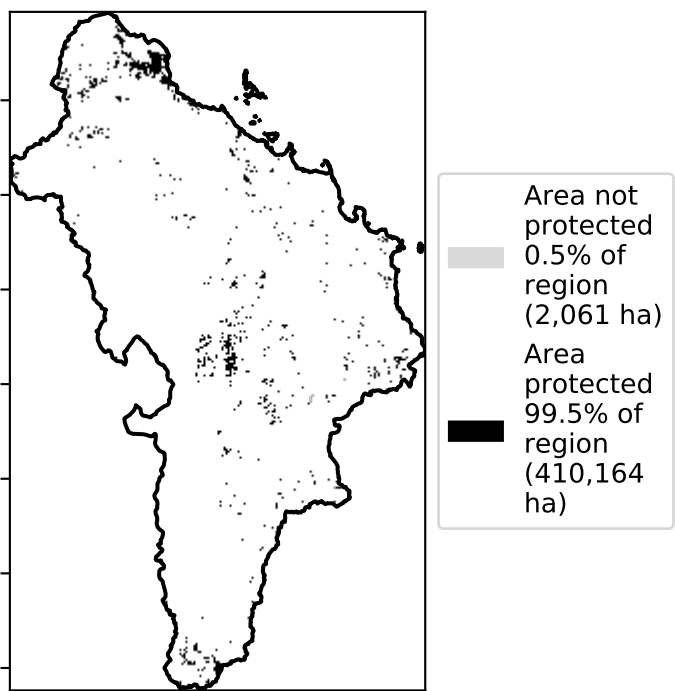 Area not
protected
0.5% of
region
(2,061 ha)
Area
protected
99.5% of
region
(410,164
ha)